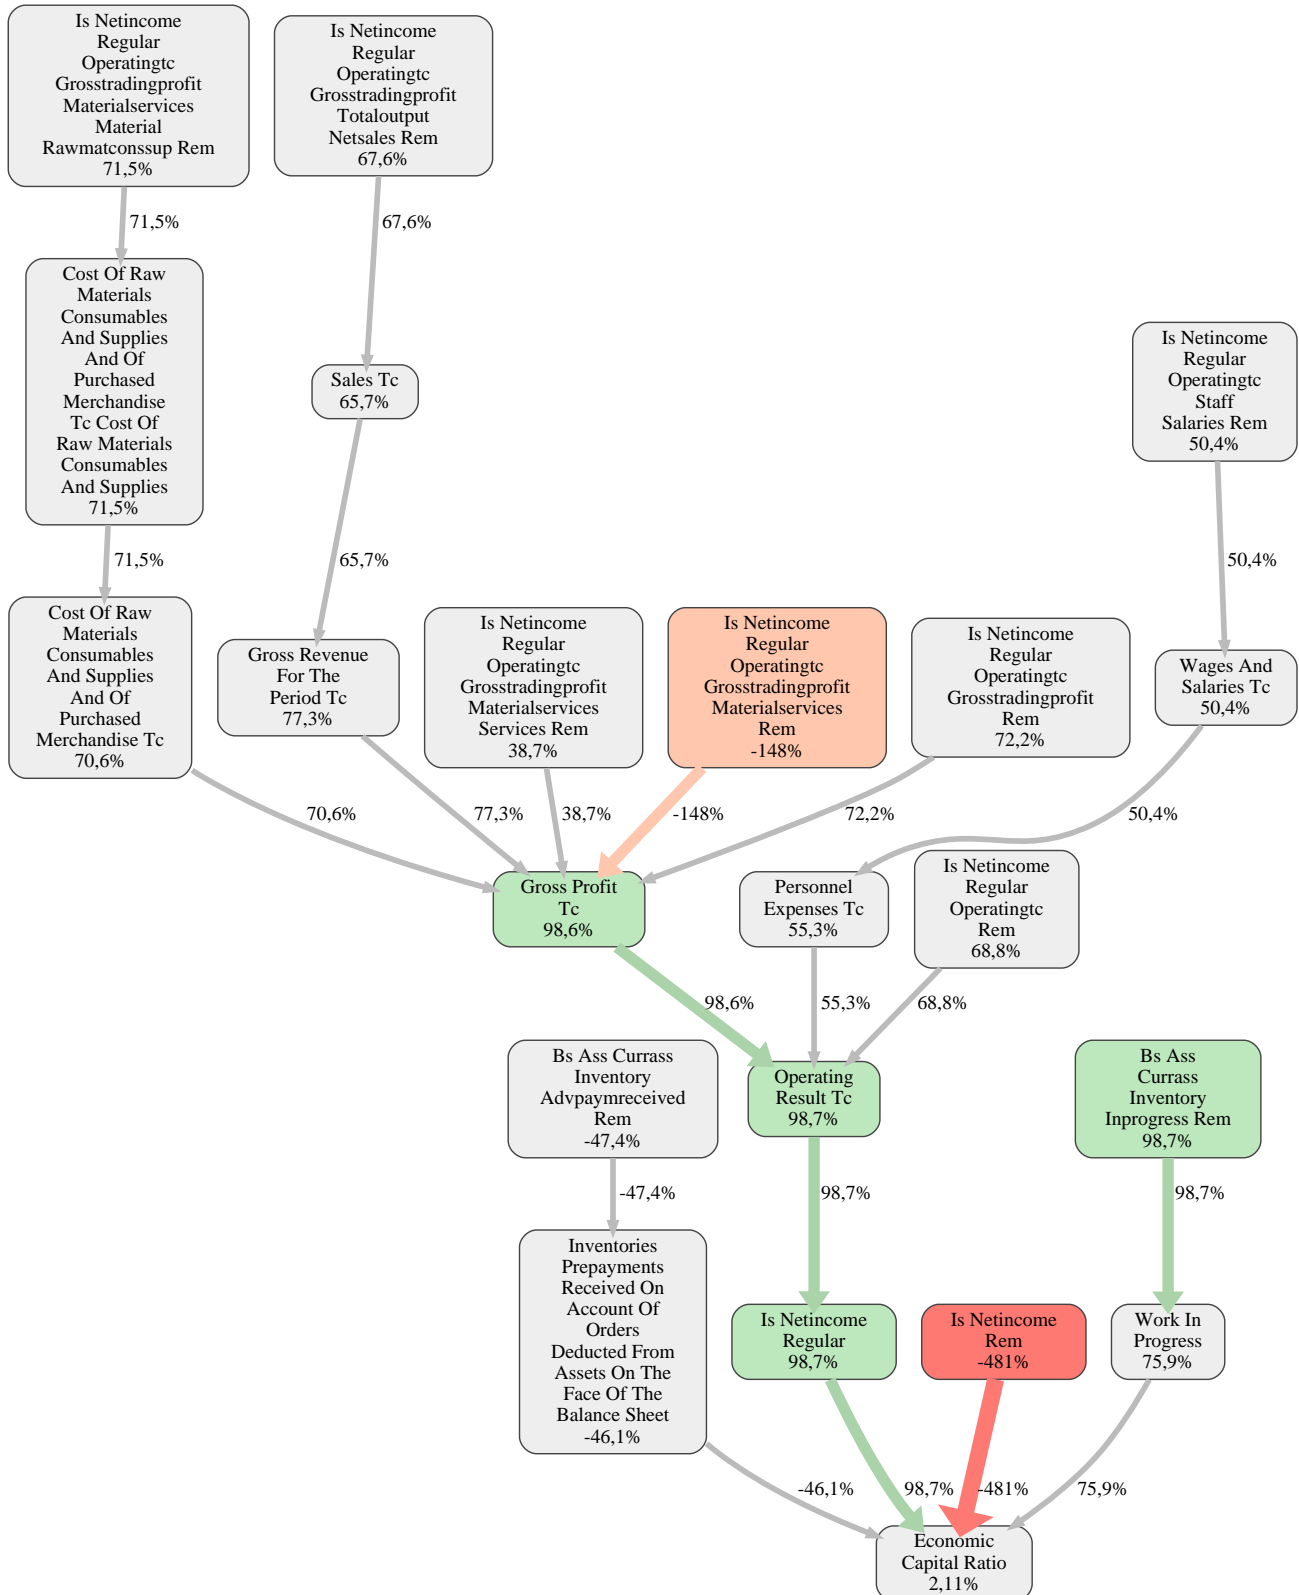 Is Netincome
Regular
Operatingtc
Grosstradingprofit
Materialservices
Material
Rawmatconssup Rem
71,5%
Is Netincome
Regular
Operatingtc
Grosstradingprofit
Totaloutput
Netsales Rem
67,6%
71,5%
67,6%
Cost Of Raw
Materials
Consumables
And Supplies
And Of
Purchased
Merchandise
Tc Cost Of
Raw Materials
Consumables
And Supplies
71,5%
Sales Tc
65,7%
Is Netincome
Regular
Operatingtc
Staff
Salaries Rem
50,4%
71,5%
65,7%
50,4%
Cost Of Raw
Materials
Consumables
And Supplies
And Of
Purchased
Merchandise Tc
70,6%
Gross Revenue
For The
Period Tc
77,3%
Is Netincome
Regular
Operatingtc
Grosstradingprofit
Materialservices
Services Rem
38,7%
Is Netincome
Regular
Operatingtc
Grosstradingprofit
Materialservices
Rem
-148%
Is Netincome
Regular
Operatingtc
Grosstradingprofit
Rem
72,2%
Wages And
Salaries Tc
50,4%
70,6%
77,3%
38,7%
-148%
72,2%
50,4%
Gross Profit
Tc
98,6%
Personnel
Expenses Tc
55,3%
Is Netincome
Regular
Operatingtc
Rem
68,8%
98,6%
55,3%
68,8%
Bs Ass Currass
Inventory
Advpaymreceived
Rem
-47,4%
Operating
Result Tc
98,7%
Bs Ass
Currass
Inventory
Inprogress Rem
98,7%
-47,4%
98,7%
98,7%
Inventories
Prepayments
Received On
Account Of
Orders
Deducted From
Assets On The
Face Of The
Balance Sheet
-46,1%
Is Netincome
Regular
98,7%
Is Netincome
Rem
-481%
Work In
Progress
75,9%
-46,1%
98,7%
-481%
75,9%
Economic
Capital Ratio
2,11%